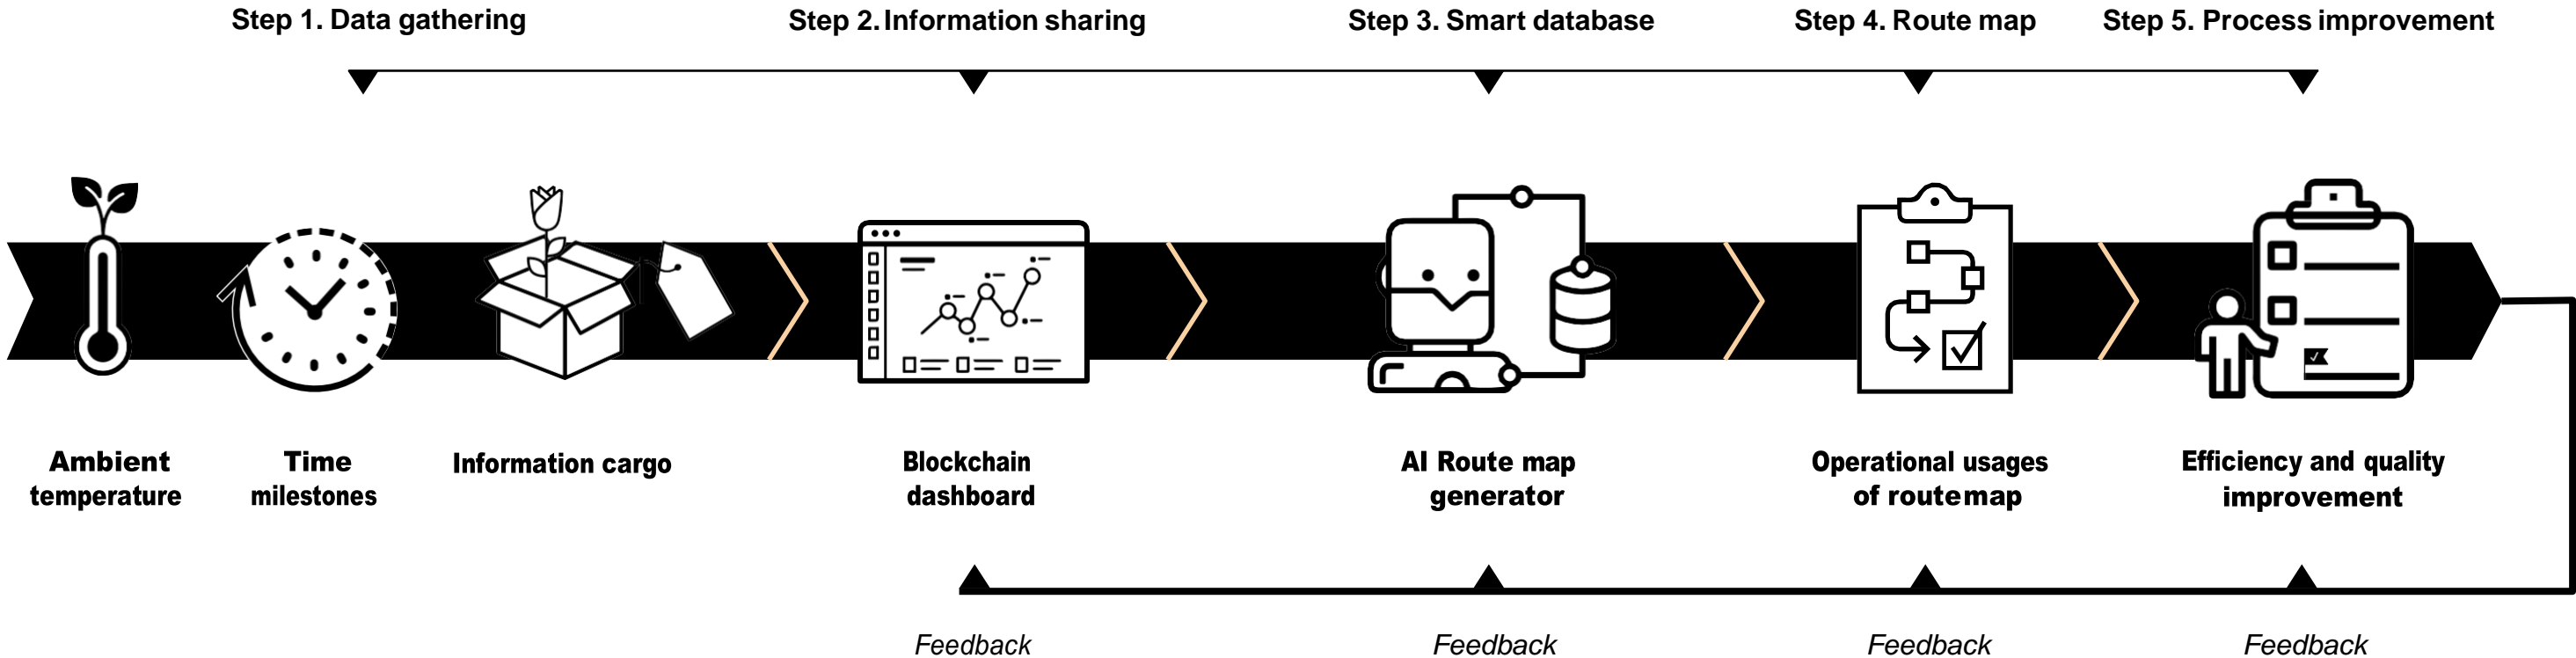 Step 1. Data gathering
Step 2. Information sharing
Step 3. Smart database
Step 4. Route map
Step 5. Process improvement
Ambient
temperature
Time
milestones
Information cargo
Blockchain
dashboard
AI Route map
generator
Operational usages
of routemap
Efficiency and quality
improvement
Feedback
Feedback
Feedback
Feedback